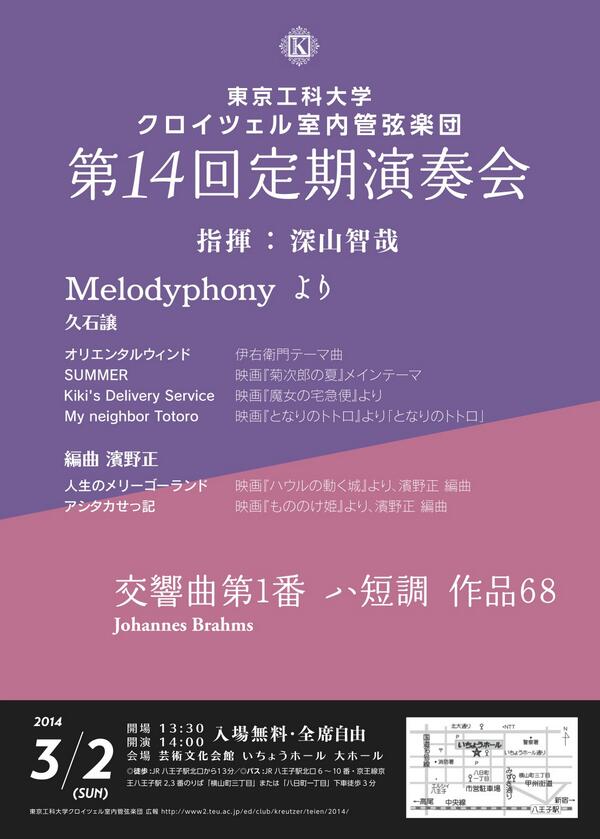 K
東京工科大学
クロイツェル室内管弦楽団
第14回定期演奏会
指揮：深山智哉
Melodyphony より
久石譲
オリエンタルウィンド 伊右衛門テーマ曲
SUMMER 映画『菊次郎の夏』メインテーマ
Kiki's Delivery Service 映画『魔女の宅急便』より
My neighbor Totoro 映画『となりのトトロ』より「となりのトトロ」
編曲 濱野正
人生のメリーゴーランド 映画『ハウルの動く城』より、濱野正 編曲
アシタカせっ記 映画『もののけ姫』より、濱野正 編曲
交響曲第1番 ハ短調 作品68
Johannes Brahms
2014
3/2
(SUN)
開場 13:30
開演 14:00
入場無料・全席自由
会場 芸術文化会館 いちょうホール 大ホール
◎徒歩：JR 八王子駅北口から13分／◎バス：JR 八王子駅北口 6～10番・京王線京
王八王子駅 2,3番のりば「横山町三丁目」または「八日町一丁目」下車徒歩3分
東京工科大学クロイツェル室内管弦楽団 広報 http://www2.teu.ac.jp/ed/club/kreutzer/teien/2014/
北大通り
NTT
N
国道16号線
いちょうホール
警察署
いちょうホール通り
消防署
八日町一丁目
横山町三丁目
エルシィ八王子
市営駐車場
みずき通り
甲州街道
←高尾 中央線
新宿→
八王子駅